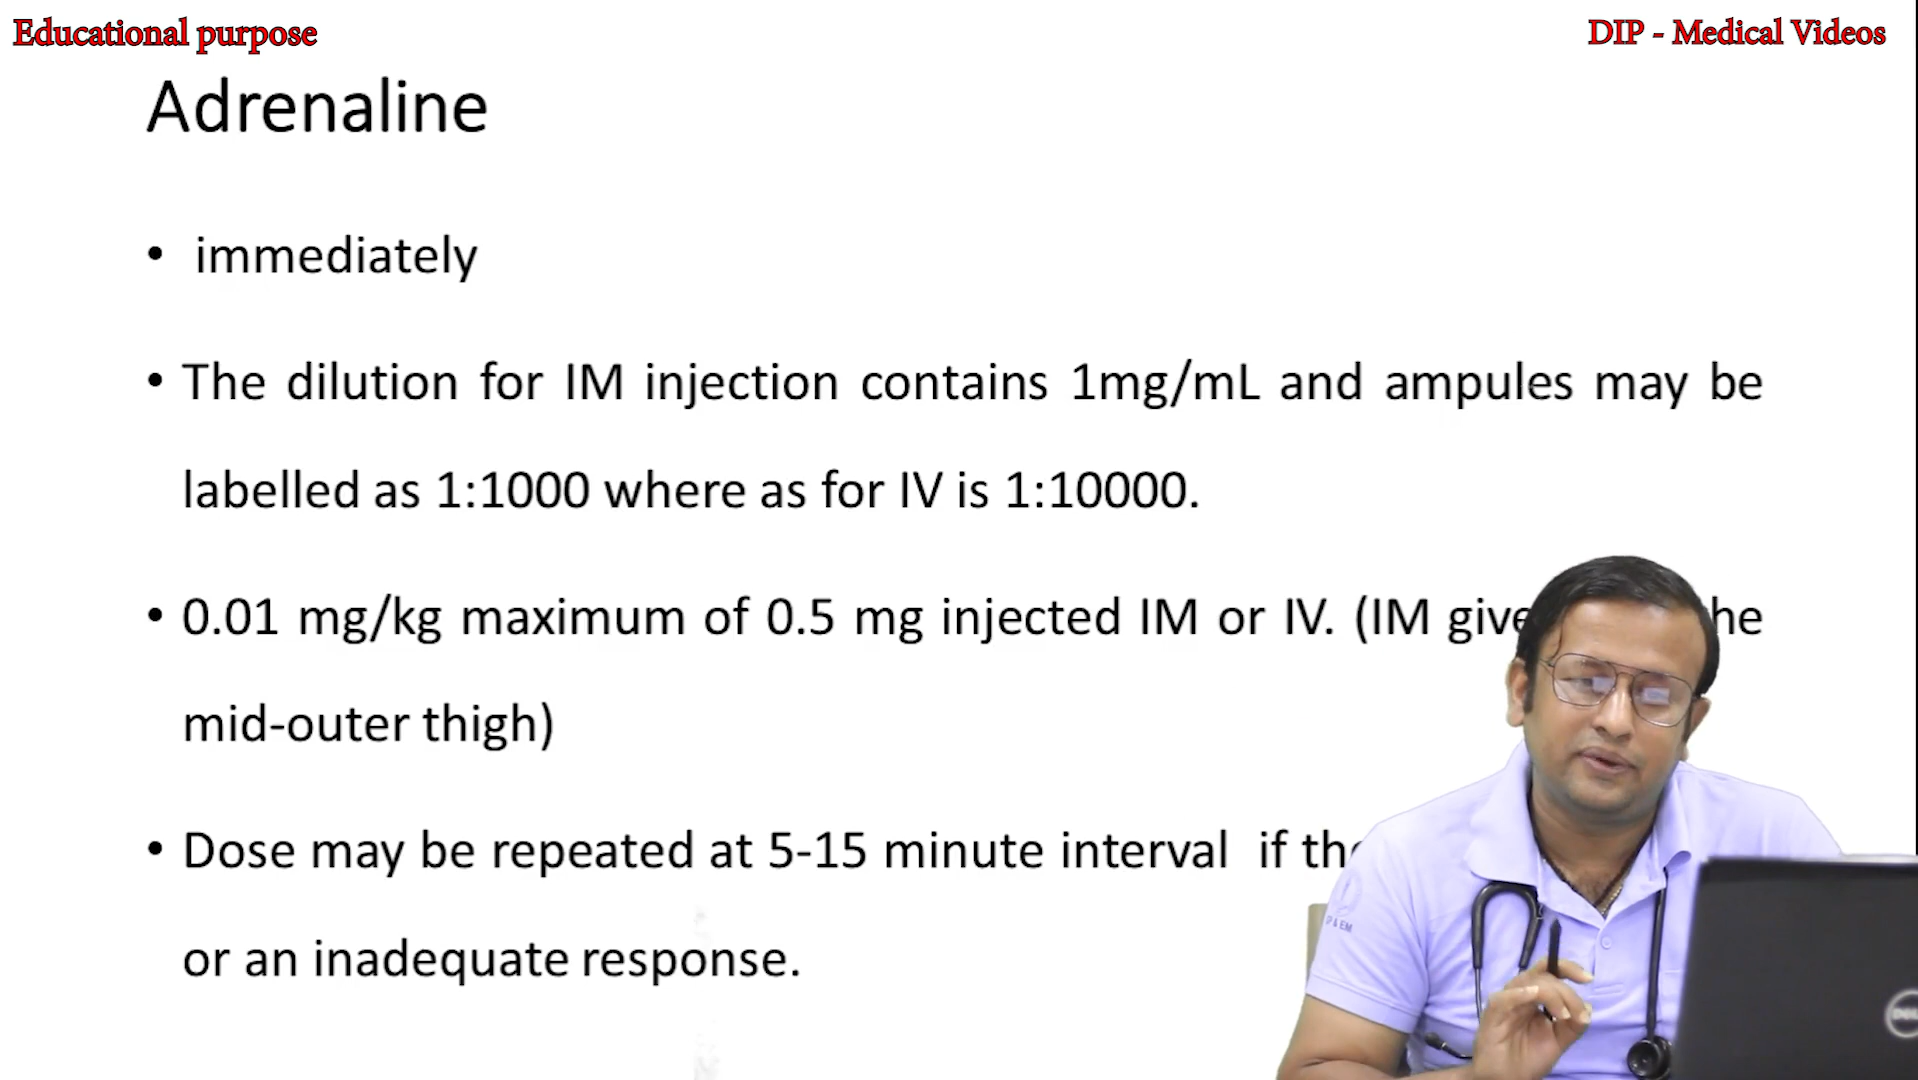 Educational purpose
DIP - Medical Videos
Adrenaline
• immediately
• The dilution for IM injection contains 1mg/mL and ampules may be
labelled as 1:1000 where as for IV is 1:10000.
• 0.01 mg/kg maximum of 0.5 mg injected IM or IV. (IM
mid-outer thigh)
• Dose may be repeated at 5-15 minute interval if
or an inadequate response.
P & EM
DELL